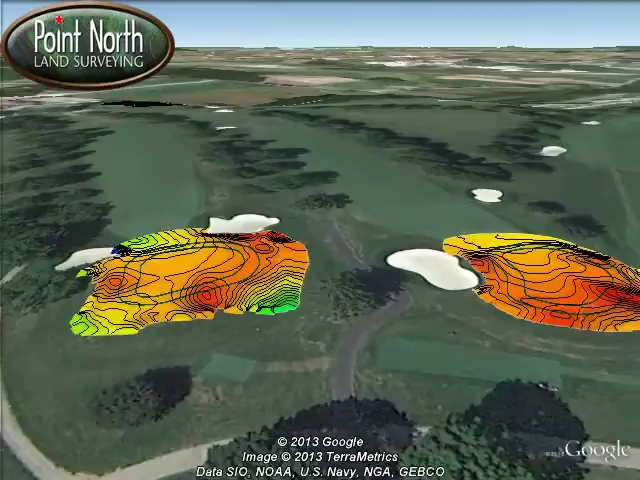 Point North
LAND SURVEYING
© 2013 Google
Image © 2013 TerraMetrics
Data SIO, NOAA, U.S. Navy, NGA, GEBCO
Google